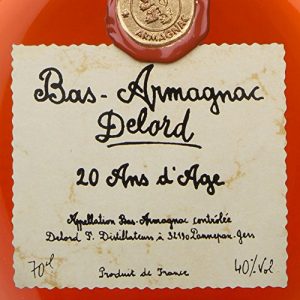 ARMAGNAC
Bas-Armagnac
Delord
20 Ans d'Age
Appellation Bas-Armagnac contrôlée
Delord F. Distillateurs à 32190 Lannepax-Gers
70cl 40% Vol
Produit de France